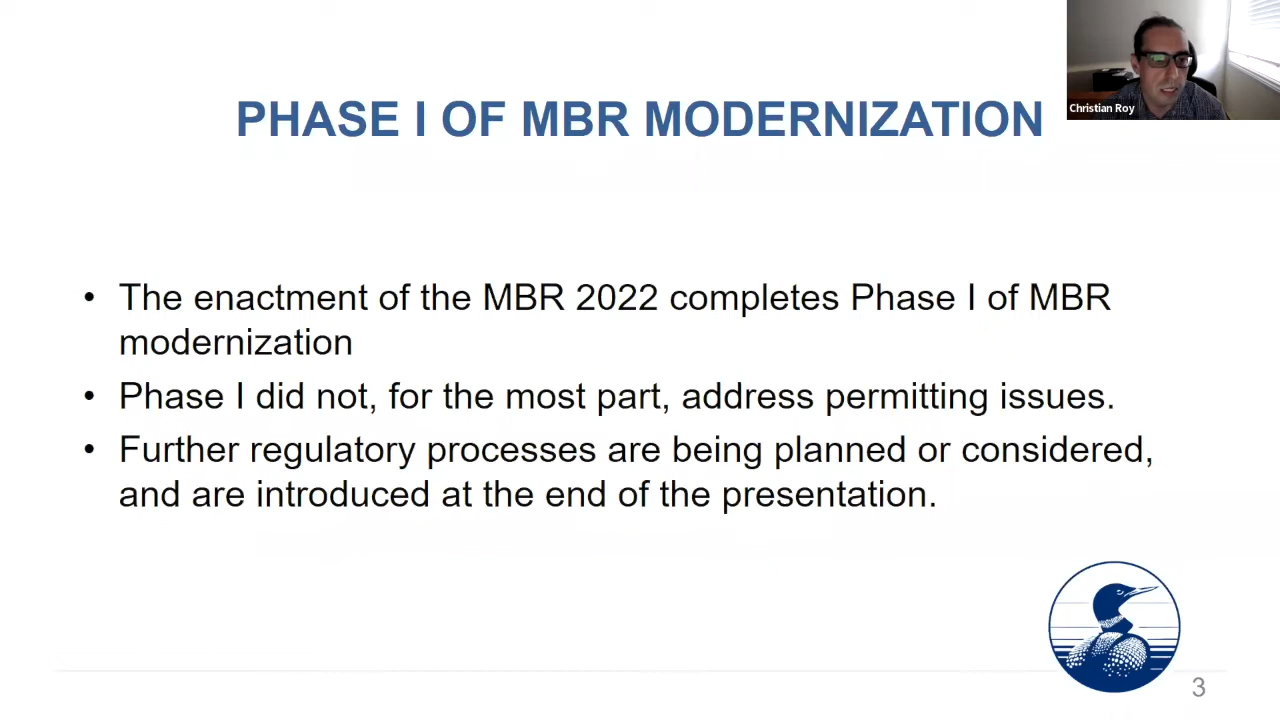 Christian Roy
PHASE I OF MBR MODERNIZATION
• The enactment of the MBR 2022 completes Phase I of MBR
modernization
• Phase I did not, for the most part, address permitting issues.
• Further regulatory processes are being planned or considered,
and are introduced at the end of the presentation.
3